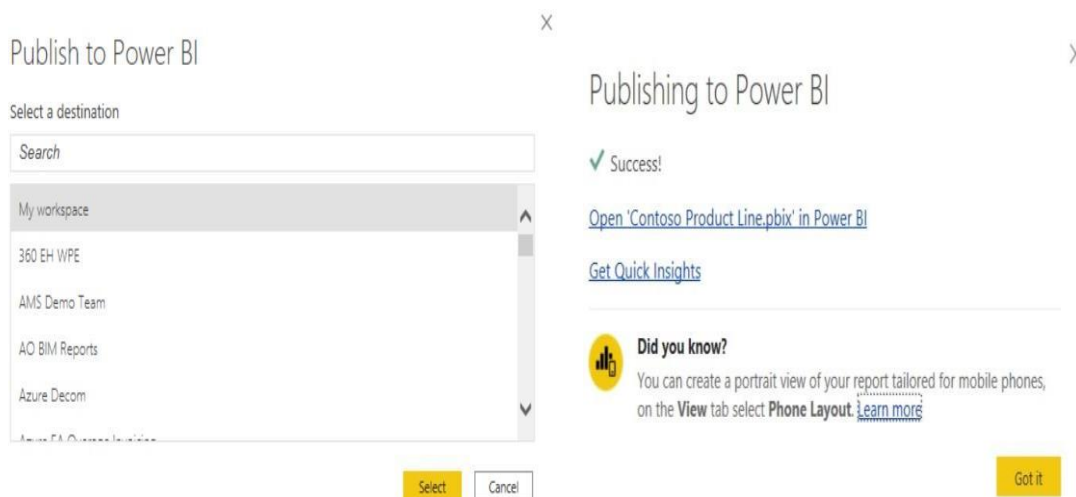 Publish to Power BI
Select a destination
Search
My workspace
360 EH WPE
AMS Demo Team
AO BIM Reports
Azure Decom
Select
Cancel
Publishing to Power BI
Success!
Open 'Contoso Product Line.pbix' in Power BI
Get Quick Insights
Did you know?
You can create a portrait view of your report tailored for mobile phones,
on the View tab select Phone Layout. Learn more
Got it